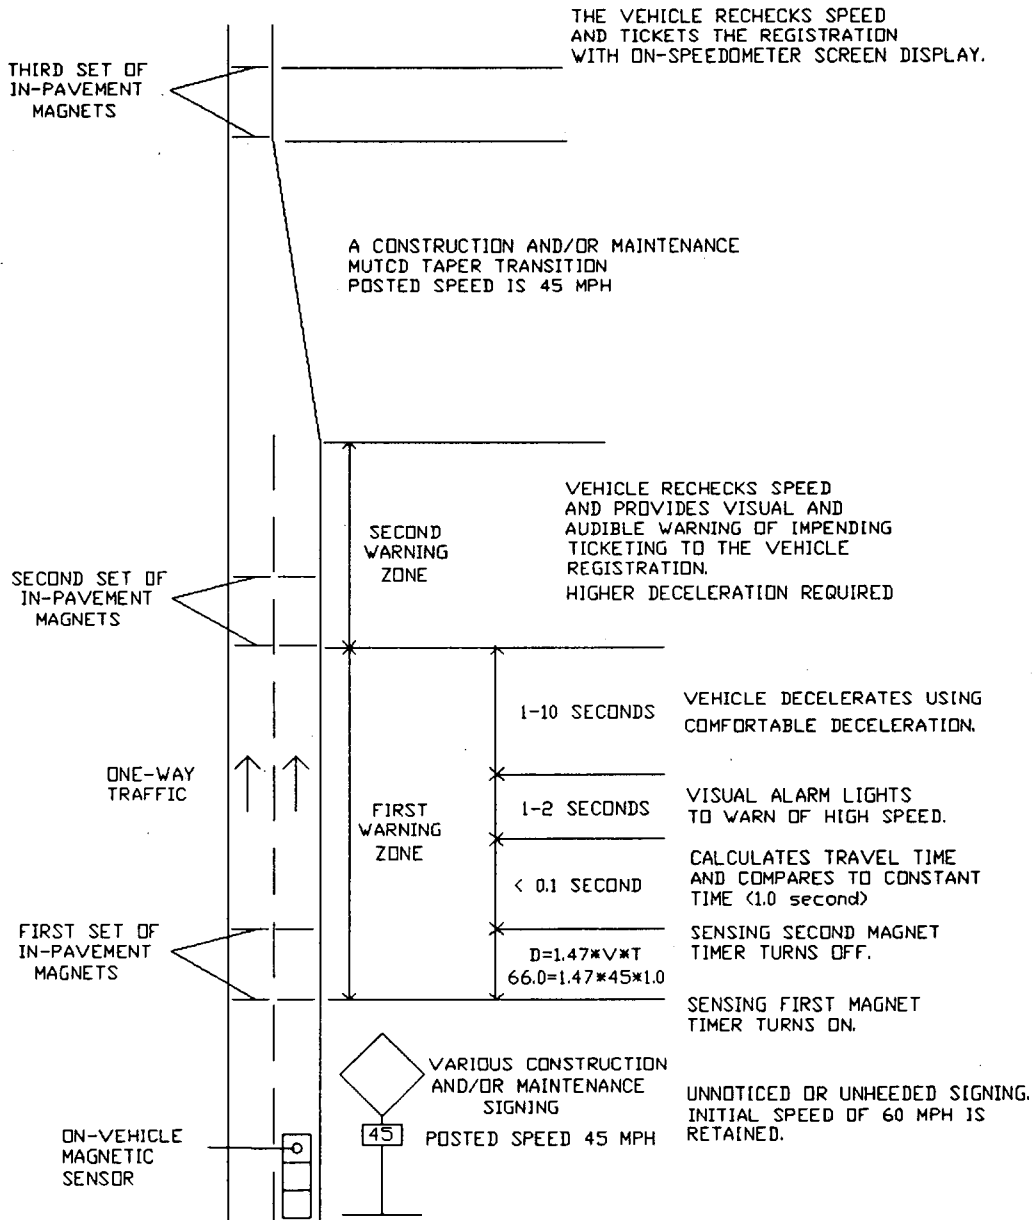 THE VEHICLE RECHECKS SPEED
AND TICKETS THE REGISTRATION
WITH ON-SPEEDOMETER SCREEN DISPLAY.
THIRD SET OF
IN-PAVEMENT
MAGNETS
A CONSTRUCTION AND/OR MAINTENANCE
MUTCD TAPER TRANSITION
POSTED SPEED IS 45 MPH
VEHICLE RECHECKS SPEED
AND PROVIDES VISUAL AND
AUDIBLE WARNING OF IMPENDING
TICKETING TO THE VEHICLE
REGISTRATION.
HIGHER DECELERATION REQUIRED
SECOND
WARNING
ZONE
SECOND SET OF
IN-PAVEMENT
MAGNETS
1-10 SECONDS
VEHICLE DECELERATES USING
COMFORTABLE DECELERATION.
ONE-WAY
TRAFFIC
FIRST
WARNING
ZONE
1-2 SECONDS
VISUAL ALARM LIGHTS
TO WARN OF HIGH SPEED.
< 0.1 SECOND
CALCULATES TRAVEL TIME
AND COMPARES TO CONSTANT
TIME (1.0 second)
FIRST SET OF
IN-PAVEMENT
MAGNETS
D=1.47*V*T
66.0=1.47*45*1.0
SENSING SECOND MAGNET
TIMER TURNS OFF.
SENSING FIRST MAGNET
TIMER TURNS ON.
VARIOUS CONSTRUCTION
AND/OR MAINTENANCE
SIGNING
45
POSTED SPEED 45 MPH
UNNOTICED OR UNHEEDED SIGNING.
INITIAL SPEED OF 60 MPH IS
RETAINED.
ON-VEHICLE
MAGNETIC
SENSOR